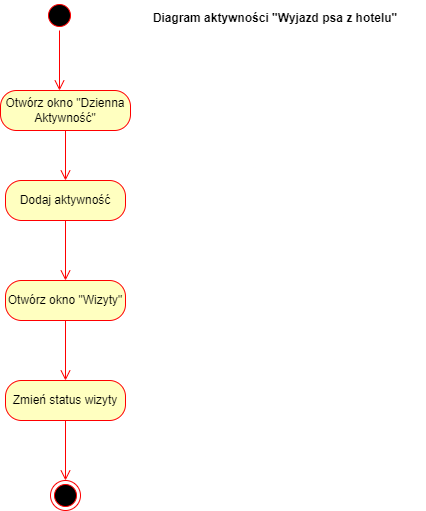 Diagram aktywności "Wyjazd psa z hotelu"
Otwórz okno "Dzienna
Aktywność"
Dodaj aktywność
Otwórz okno "Wizyty"
Zmień status wizyty